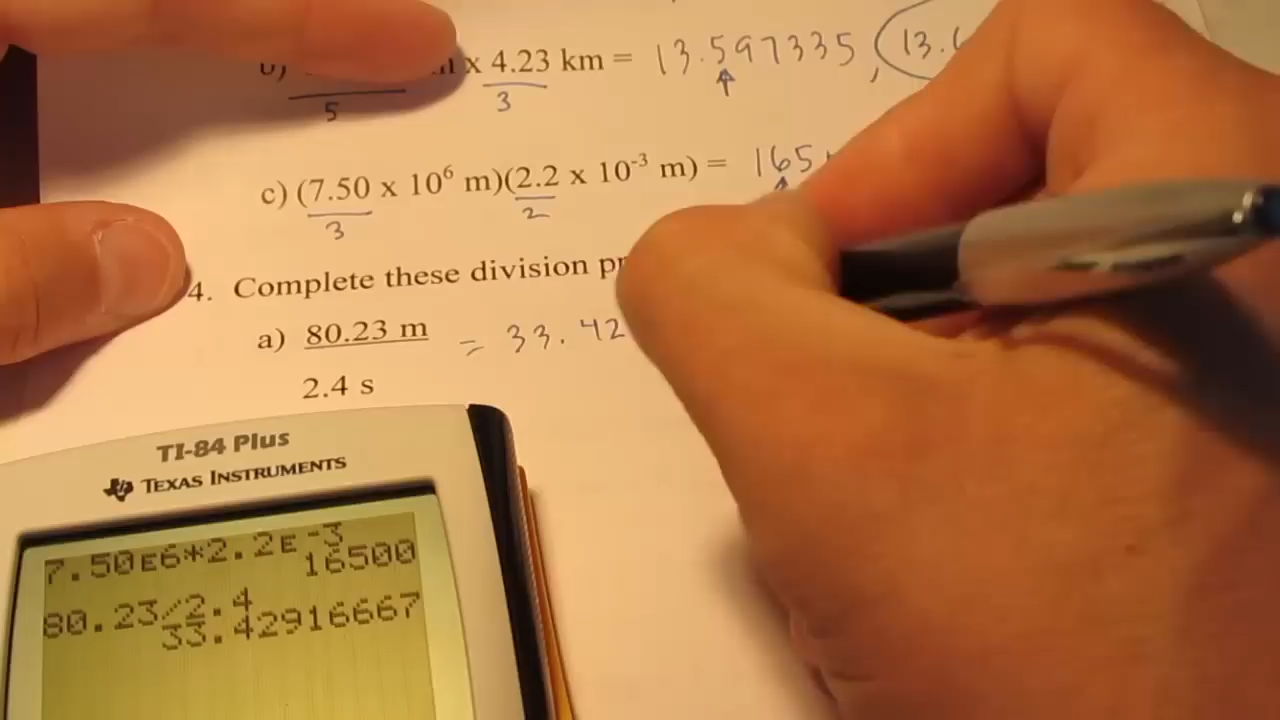 x 4.23 km = 13.597335, 13.
5 3
c) (7.50 x 10⁶ m)(2.2 x 10⁻³ m) = 165
3 2
4. Complete these division
a) 80.23 m = 33.42
2.4 s
TI-84 Plus
TEXAS INSTRUMENTS
7.50E6*2.2E-3
16500
80.23/2.4
33.42916667